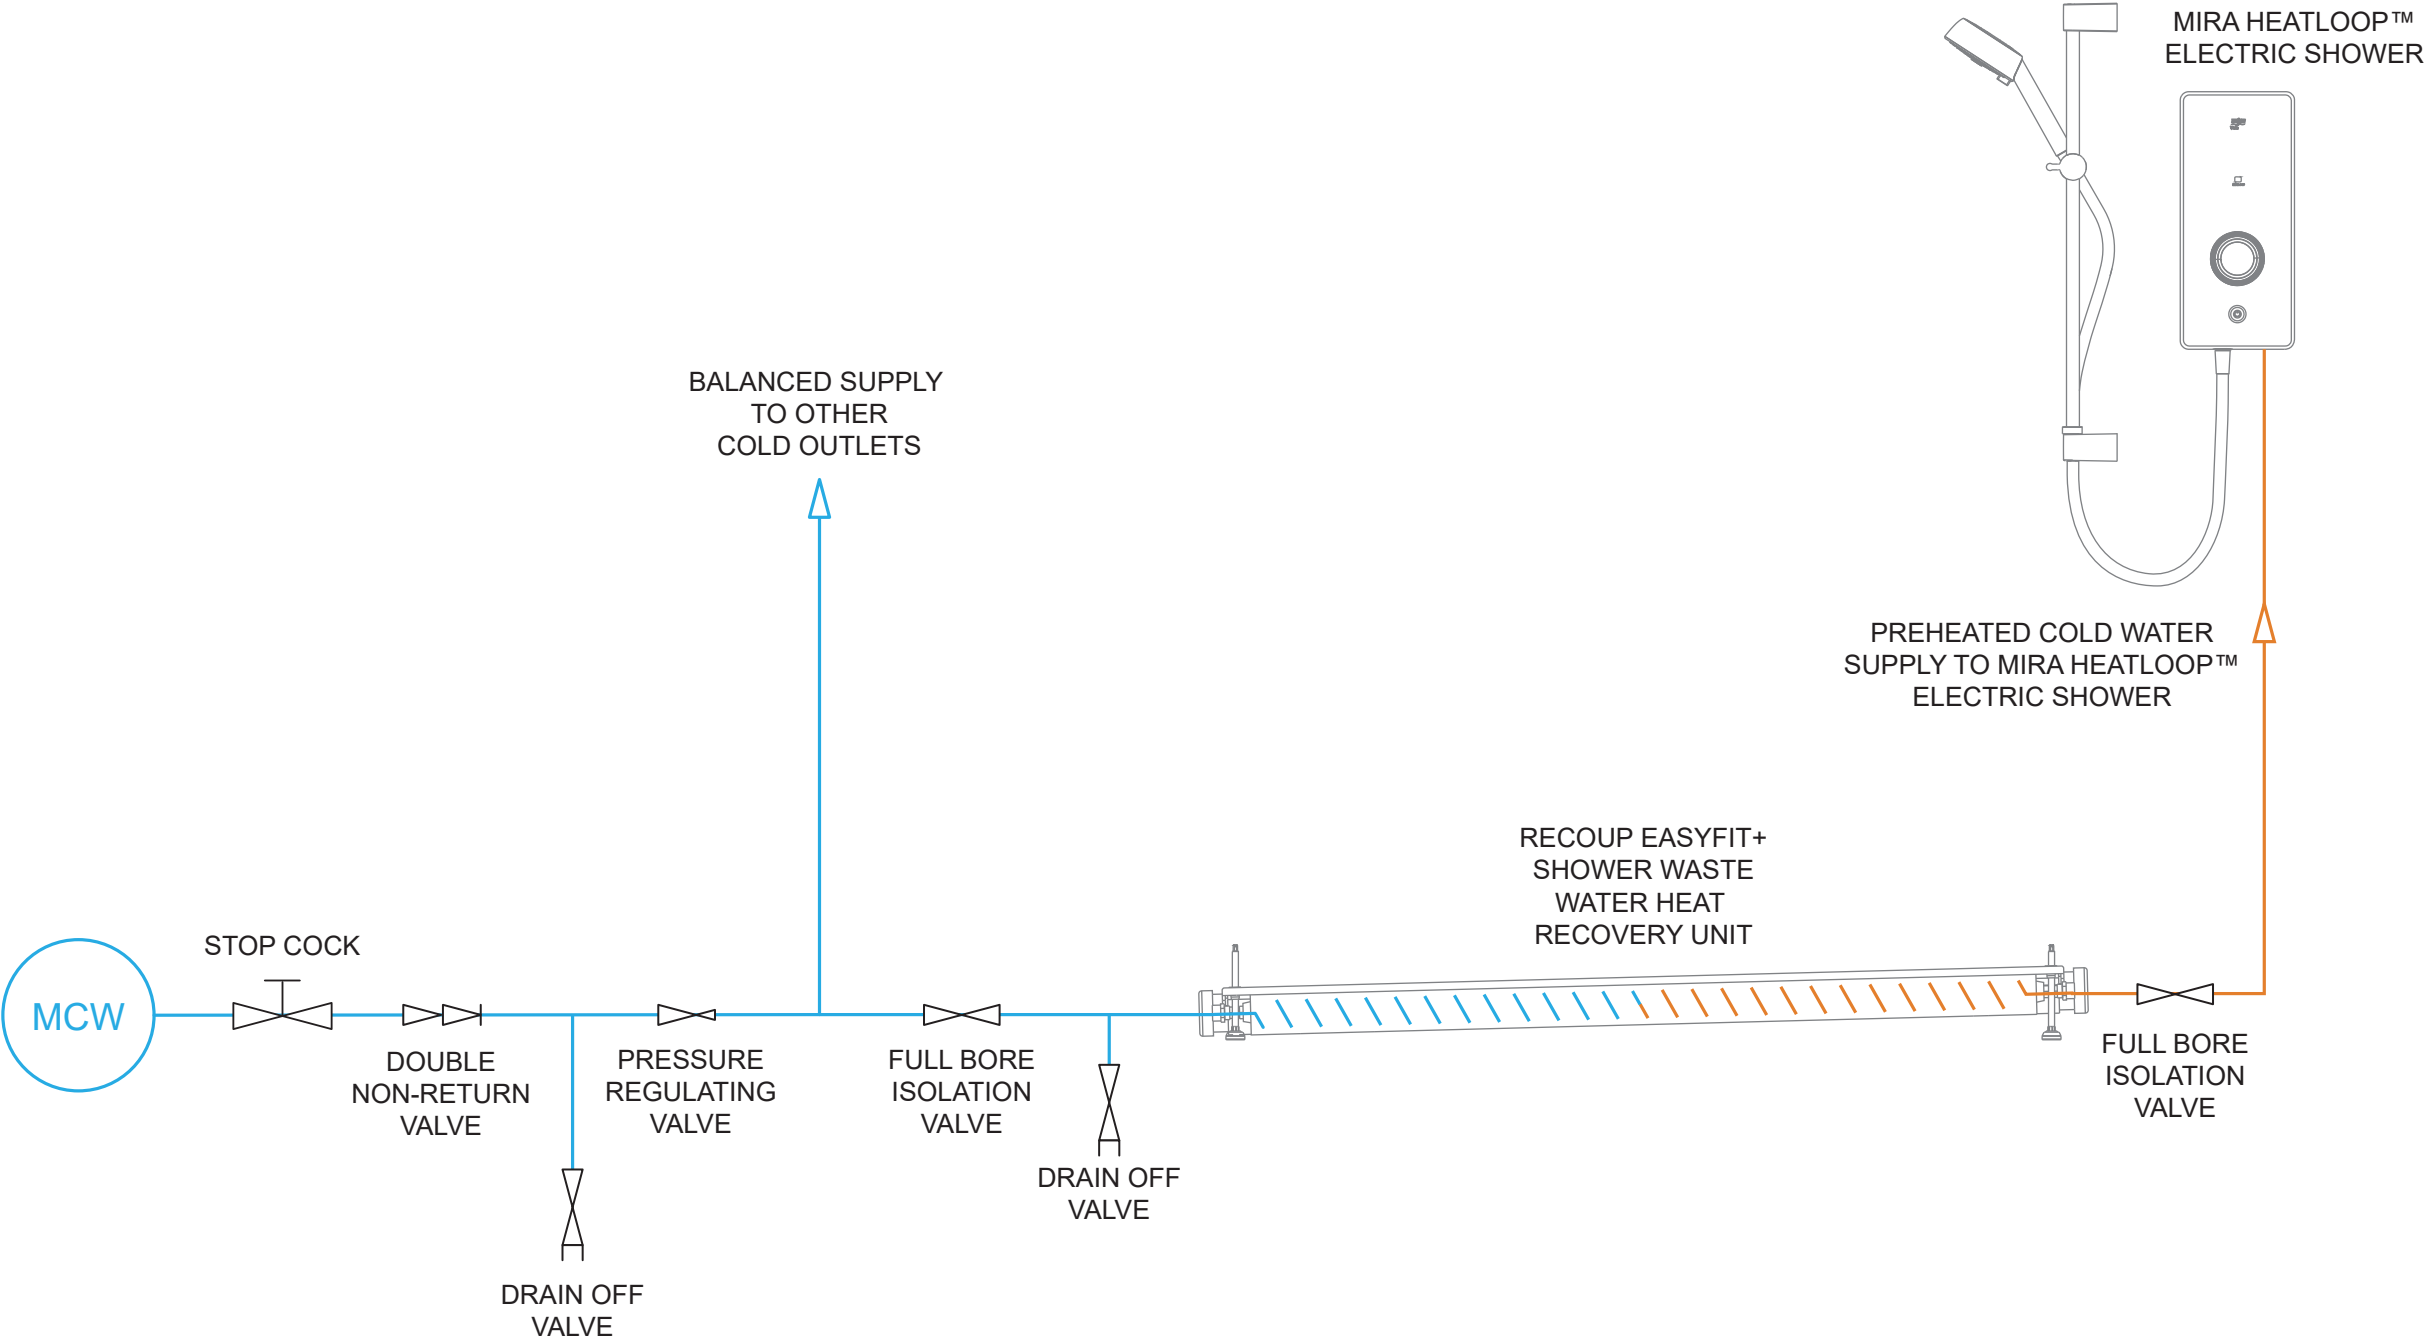 MIRA HEATLOOP™
ELECTRIC SHOWER
BALANCED SUPPLY
TO OTHER
COLD OUTLETS
PREHEATED COLD WATER
SUPPLY TO MIRA HEATLOOP™
ELECTRIC SHOWER
RECOUP EASYFIT+
SHOWER WASTE
WATER HEAT
RECOVERY UNIT
STOP COCK
MCW
DOUBLE
NON-RETURN
VALVE
PRESSURE
REGULATING
VALVE
FULL BORE
ISOLATION
VALVE
FULL BORE
ISOLATION
VALVE
DRAIN OFF
VALVE
DRAIN OFF
VALVE